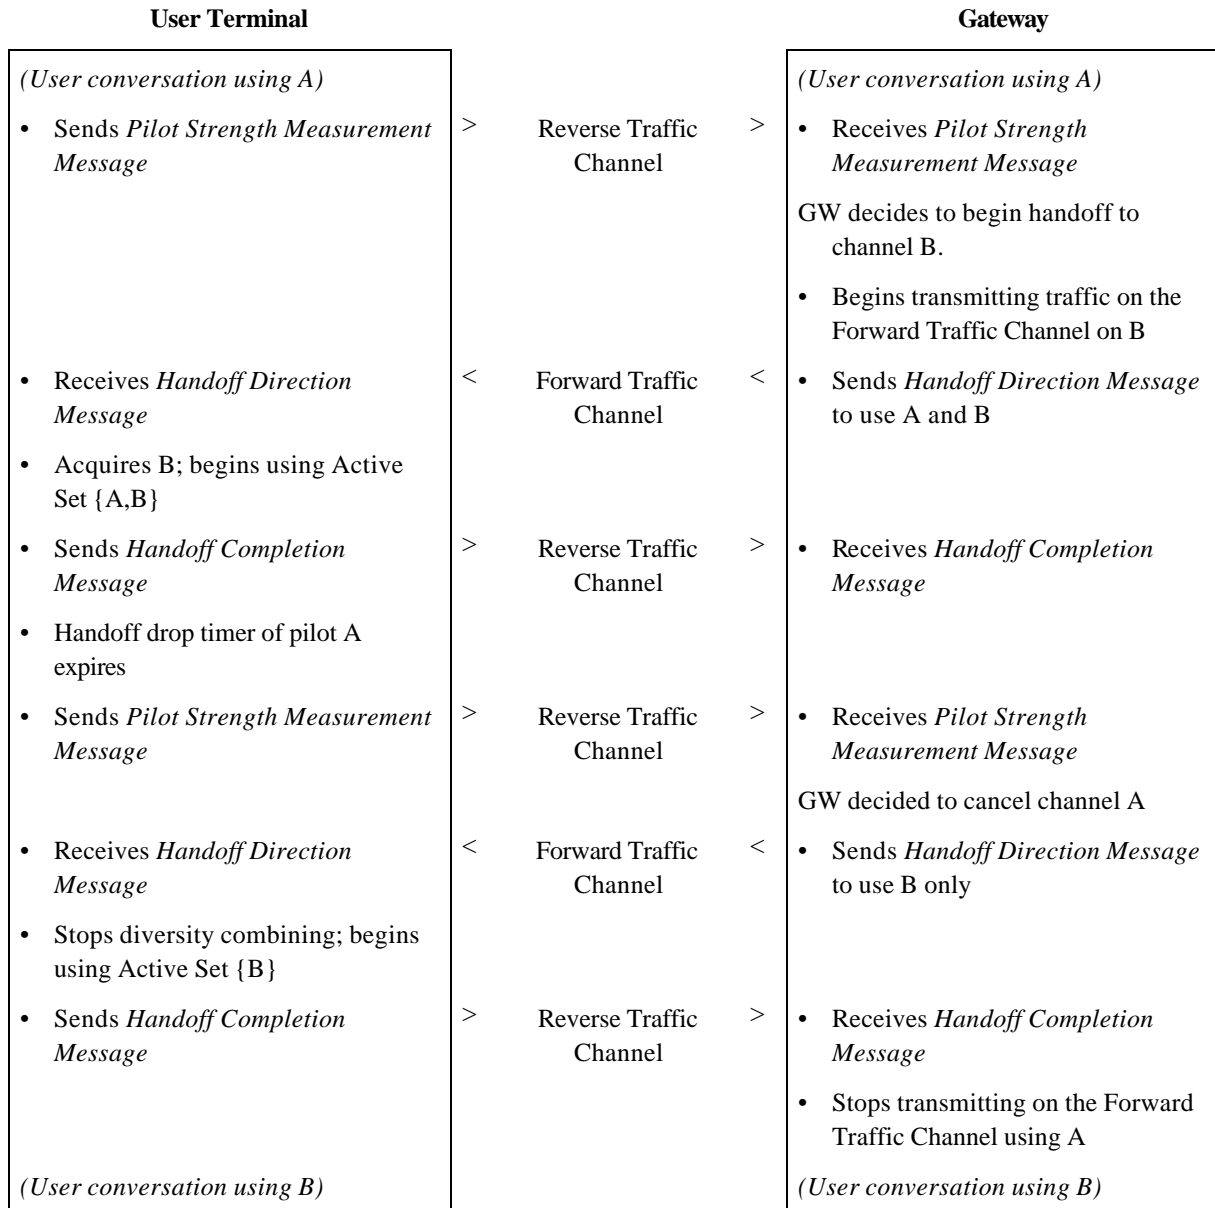 User Terminal Gateway
(User conversation using A) (User conversation using A)
• Sends Pilot Strength Measurement > Reverse Traffic > • Receives Pilot Strength
Message Channel Measurement Message
GW decides to begin handoff to
channel B.
• Begins transmitting traffic on the
Forward Traffic Channel on B
• Receives Handoff Direction < Forward Traffic < • Sends Handoff Direction Message
Message Channel to use A and B
• Acquires B; begins using Active
Set {A,B}
• Sends Handoff Completion > Reverse Traffic > • Receives Handoff Completion
Message Channel Message
• Handoff drop timer of pilot A
expires
• Sends Pilot Strength Measurement > Reverse Traffic > • Receives Pilot Strength
Message Channel Measurement Message
GW decided to cancel channel A
• Receives Handoff Direction < Forward Traffic < • Sends Handoff Direction Message
Message Channel to use B only
• Stops diversity combining; begins
using Active Set {B}
• Sends Handoff Completion > Reverse Traffic > • Receives Handoff Completion
Message Channel Message
• Stops transmitting on the Forward
Traffic Channel using A
(User conversation using B) (User conversation using B)